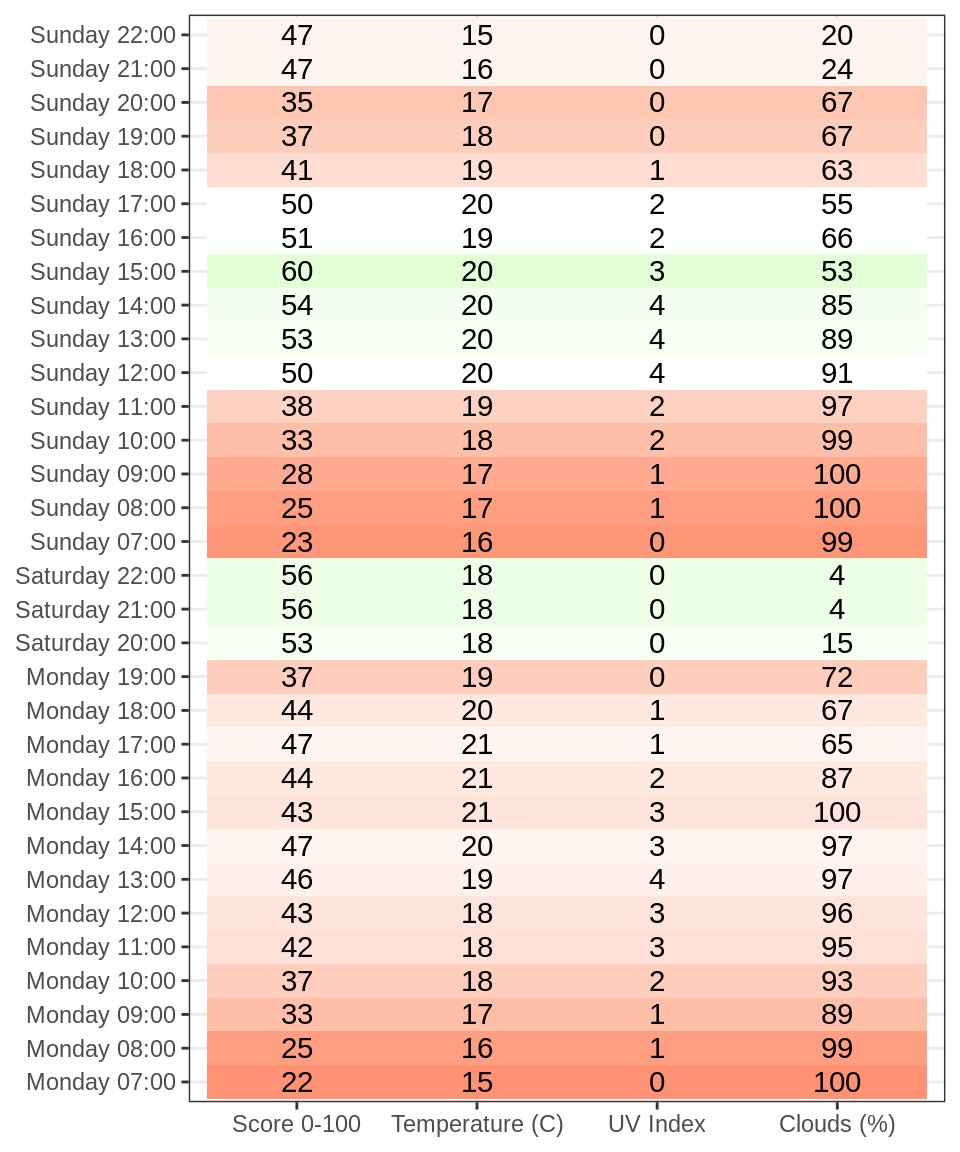 Sunday 22:00 47 15 0 20
Sunday 21:00 47 16 0 24
Sunday 20:00 35 17 0 67
Sunday 19:00 37 18 0 67
Sunday 18:00 41 19 1 63
Sunday 17:00 50 20 2 55
Sunday 16:00 51 19 2 66
Sunday 15:00 60 20 3 53
Sunday 14:00 54 20 4 85
Sunday 13:00 53 20 4 89
Sunday 12:00 50 20 4 91
Sunday 11:00 38 19 2 97
Sunday 10:00 33 18 2 99
Sunday 09:00 28 17 1 100
Sunday 08:00 25 17 1 100
Sunday 07:00 23 16 0 99
Saturday 22:00 56 18 0 4
Saturday 21:00 56 18 0 4
Saturday 20:00 53 18 0 15
Monday 19:00 37 19 0 72
Monday 18:00 44 20 1 67
Monday 17:00 47 21 1 65
Monday 16:00 44 21 2 87
Monday 15:00 43 21 3 100
Monday 14:00 47 20 3 97
Monday 13:00 46 19 4 97
Monday 12:00 43 18 3 96
Monday 11:00 42 18 3 95
Monday 10:00 37 18 2 93
Monday 09:00 33 17 1 89
Monday 08:00 25 16 1 99
Monday 07:00 22 15 0 100
Score 0-100 Temperature (C) UV Index Clouds (%)